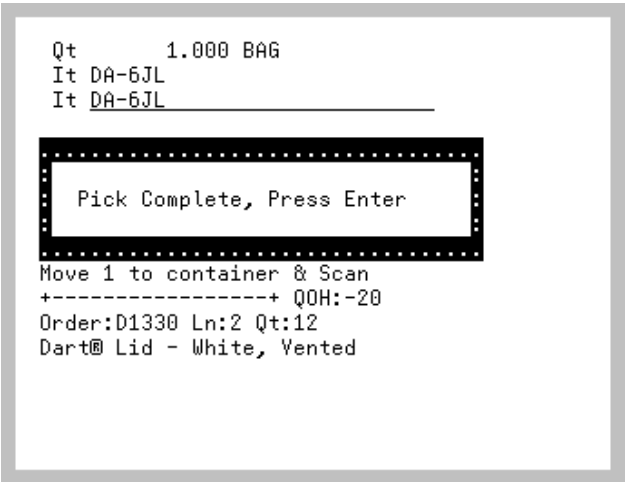 Qt 1.000 BAG
It DA-6JL
It DA-6JL
Pick Complete, Press Enter
Move 1 to container & Scan
+-----------------+ QOH:-20
Order:D1330 Ln:2 Qt:12
Dart® Lid - White, Vented